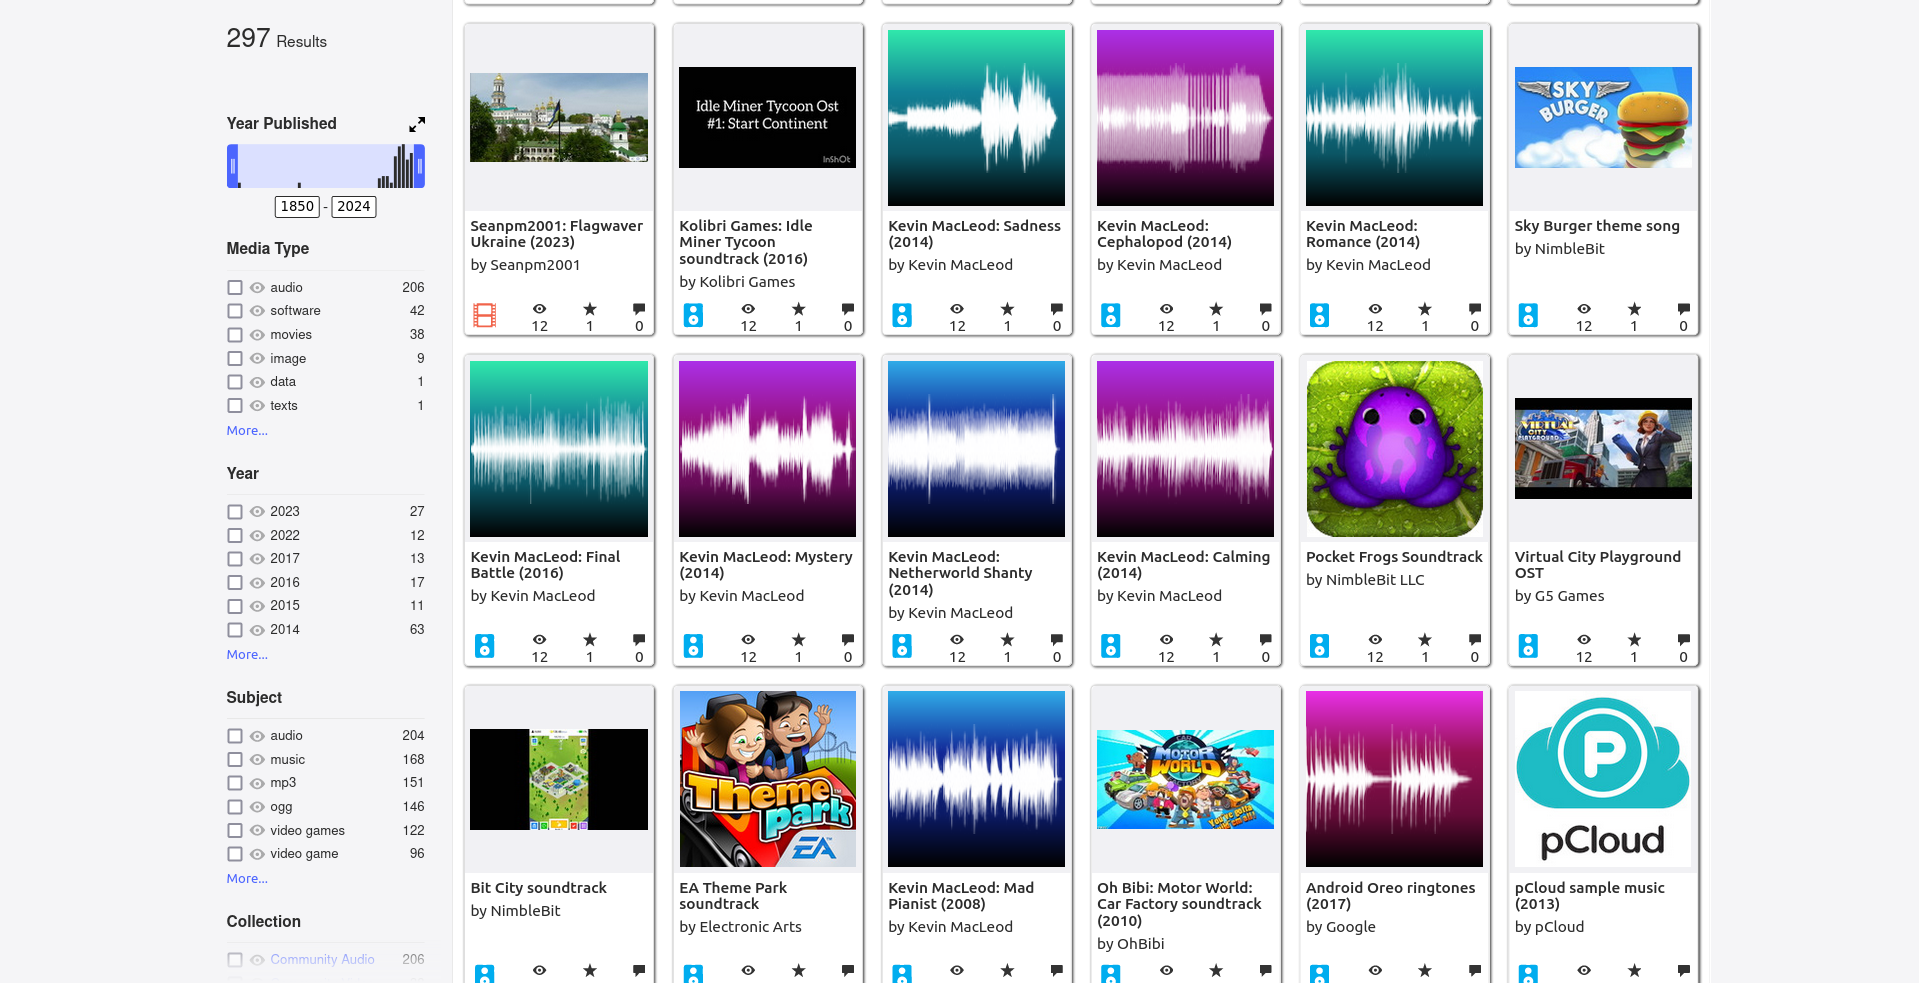 297 Results
Year Published
1850 - 2024
Media Type
audio 206
software 42
movies 38
image 9
data 1
texts 1
More...
Year
2023 27
2022 12
2017 13
2016 17
2015 11
2014 63
More...
Subject
audio 204
music 168
mp3 151
ogg 146
video games 122
video game 96
More...
Collection
Community Audio 206
Seanpm2001: Flagwaver
Ukraine (2023)
by Seanpm2001
12 1 0
Idle Miner Tycoon Ost
#1: Start Continent
InShOt
Kolibri Games: Idle
Miner Tycoon
soundtrack (2016)
by Kolibri Games
12 1 0
Kevin MacLeod: Sadness
(2014)
by Kevin MacLeod
12 1 0
Kevin MacLeod:
Cephalopod (2014)
by Kevin MacLeod
12 1 0
Kevin MacLeod:
Romance (2014)
by Kevin MacLeod
12 1 0
SKY
BURGER
Sky Burger theme song
by NimbleBit
12 1 0
Kevin MacLeod: Final
Battle (2016)
by Kevin MacLeod
12 1 0
Kevin MacLeod: Mystery
(2014)
by Kevin MacLeod
12 1 0
Kevin MacLeod:
Netherworld Shanty
(2014)
by Kevin MacLeod
12 1 0
Kevin MacLeod: Calming
(2014)
by Kevin MacLeod
12 1 0
Pocket Frogs Soundtrack
by NimbleBit LLC
12 1 0
VIRTUAL
CITY
PLAYGROUND
Virtual City Playground
OST
by G5 Games
12 1 0
Bit City soundtrack
by NimbleBit
Theme
park
EA
EA Theme Park
soundtrack
by Electronic Arts
Kevin MacLeod: Mad
Pianist (2008)
by Kevin MacLeod
MOTOR
WORLD
Oh Bibi: Motor World:
Car Factory soundtrack
(2010)
by OhBibi
Android Oreo ringtones
(2017)
by Google
P
pCloud
pCloud sample music
(2013)
by pCloud